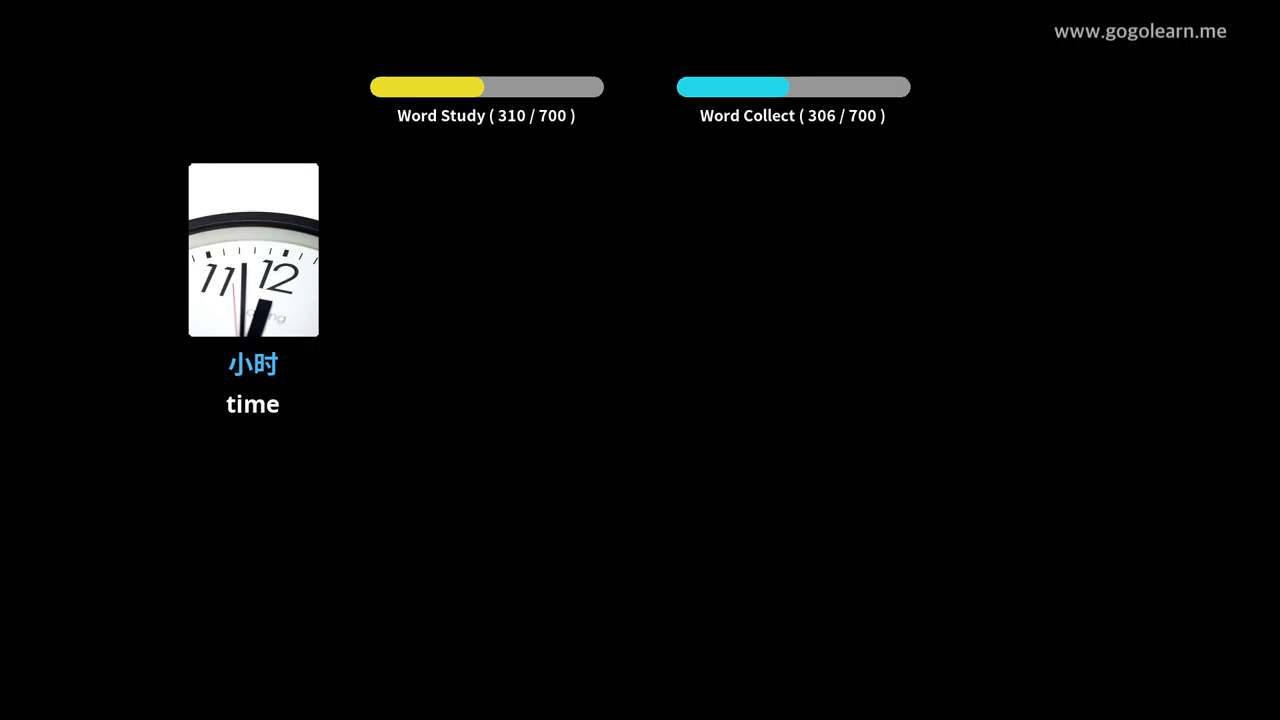 www.gogolearn.me
Word Study ( 310 / 700 )
Word Collect ( 306 / 700 )
11 12
小时
time